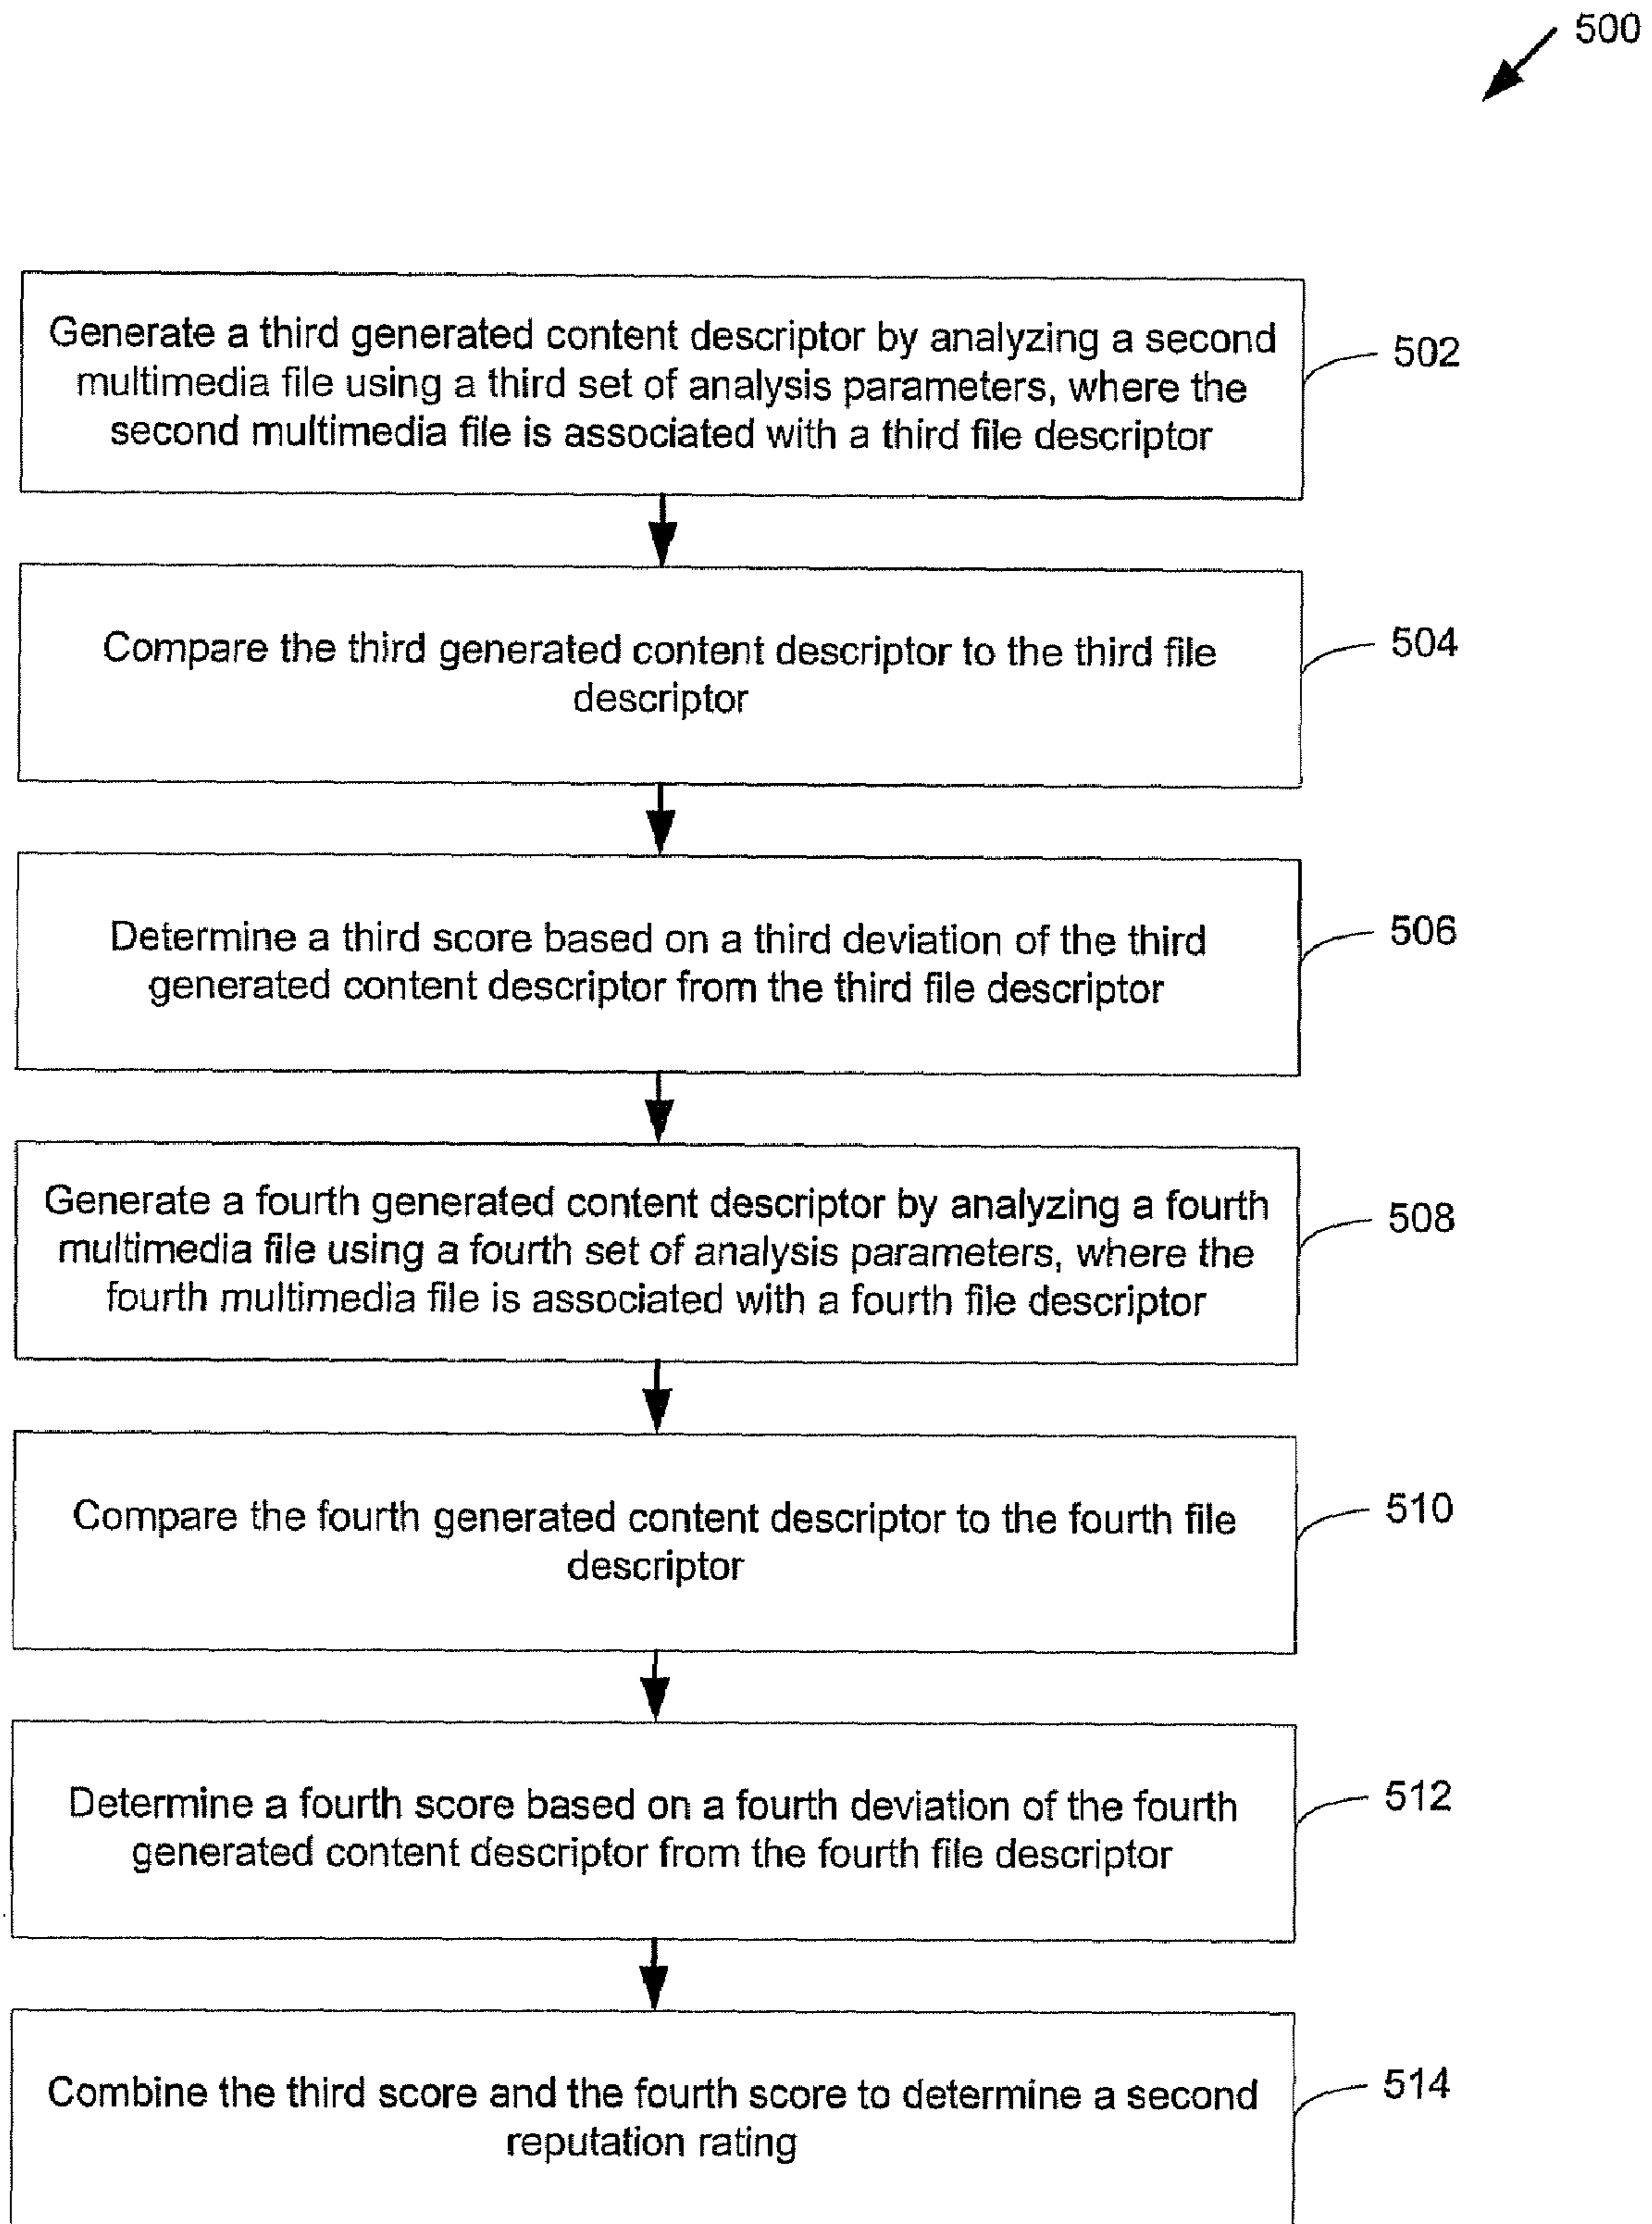 500
Generate a third generated content descriptor by analyzing a second
multimedia file using a third set of analysis parameters, where the
second multimedia file is associated with a third file descriptor
502
Compare the third generated content descriptor to the third file
descriptor
504
Determine a third score based on a third deviation of the third
generated content descriptor from the third file descriptor
506
Generate a fourth generated content descriptor by analyzing a fourth
multimedia file using a fourth set of analysis parameters, where the
fourth multimedia file is associated with a fourth file descriptor
508
Compare the fourth generated content descriptor to the fourth file
descriptor
510
Determine a fourth score based on a fourth deviation of the fourth
generated content descriptor from the fourth file descriptor
512
Combine the third score and the fourth score to determine a second
reputation rating
514